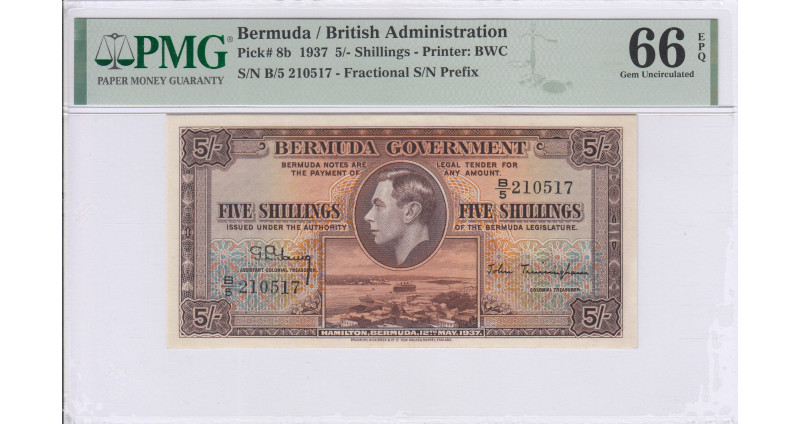 PMG
PAPER MONEY GUARANTY
Bermuda / British Administration
Pick# 8b 1937 5/- Shillings - Printer: BWC
S/N B/5 210517 - Fractional S/N Prefix
66 EPQ
Gem Uncirculated
5/- 5/-
BERMUDA GOVERNMENT
BERMUDA NOTES ARE LEGAL TENDER FOR
THE PAYMENT OF ANY AMOUNT.
B/5 210517
FIVE SHILLINGS FIVE SHILLINGS
ISSUED UNDER THE AUTHORITY OF THE BERMUDA LEGISLATURE.
ASSISTANT COLONIAL TREASURER.
COLONIAL TREASURER.
B/5 210517
5/- 5/-
HAMILTON, BERMUDA, 12TH MAY, 1937.